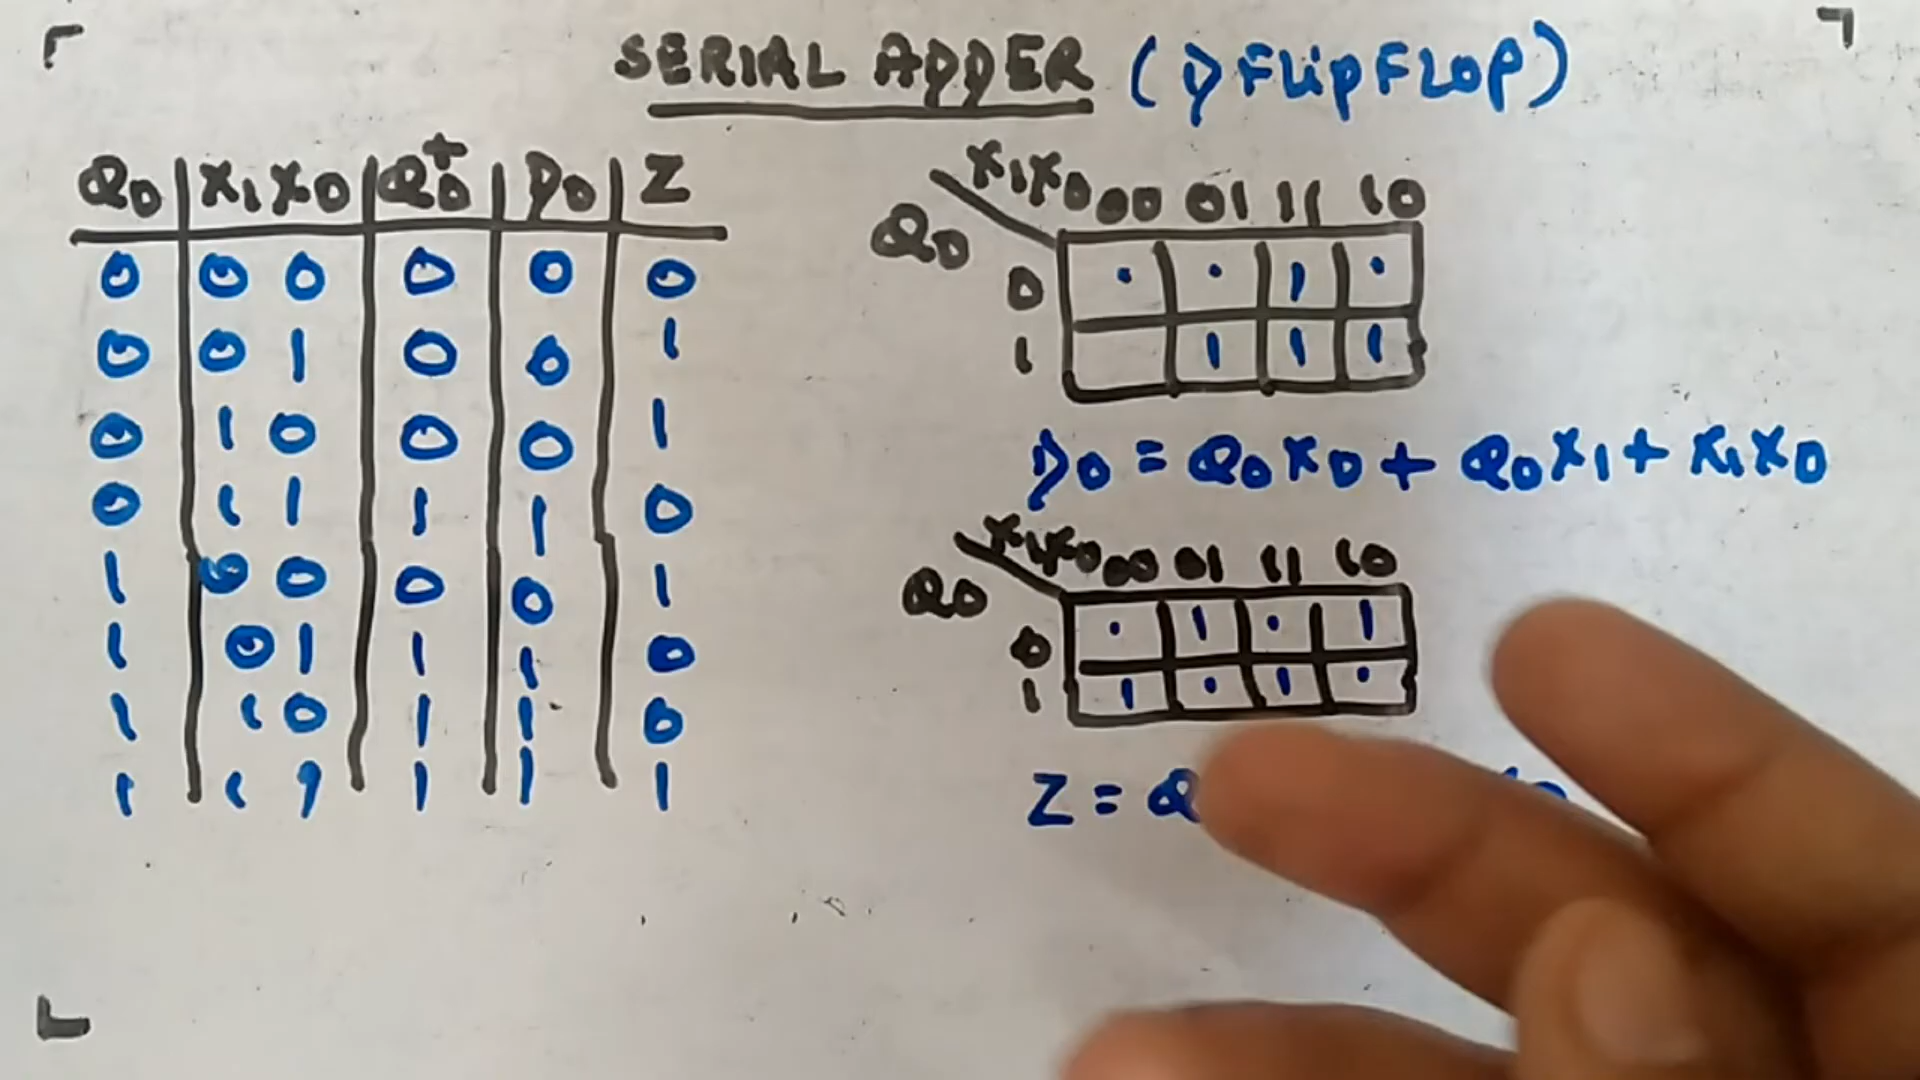 SERIAL ADDER (D FLIP FLOP)
Q0 | X1 X0 | Q0+ | D0 | Z
0 | 0 0 | 0 | 0 | 0
0 | 0 1 | 0 | 0 | 1
0 | 1 0 | 0 | 0 | 1
0 | 1 1 | 1 | 1 | 0
1 | 0 0 | 0 | 0 | 1
1 | 0 1 | 1 | 1 | 0
1 | 1 0 | 1 | 1 | 0
1 | 1 1 | 1 | 1 | 1
X1X0 00 01 11 10
Q0
0 | · | · | 1 | ·
1 | | 1 | 1 | 1
D0 = Q0X0 + Q0X1 + X1X0
X1X0 00 01 11 10
Q0
0 | · | 1 | · | 1
1 | 1 | · | 1 | ·
Z =